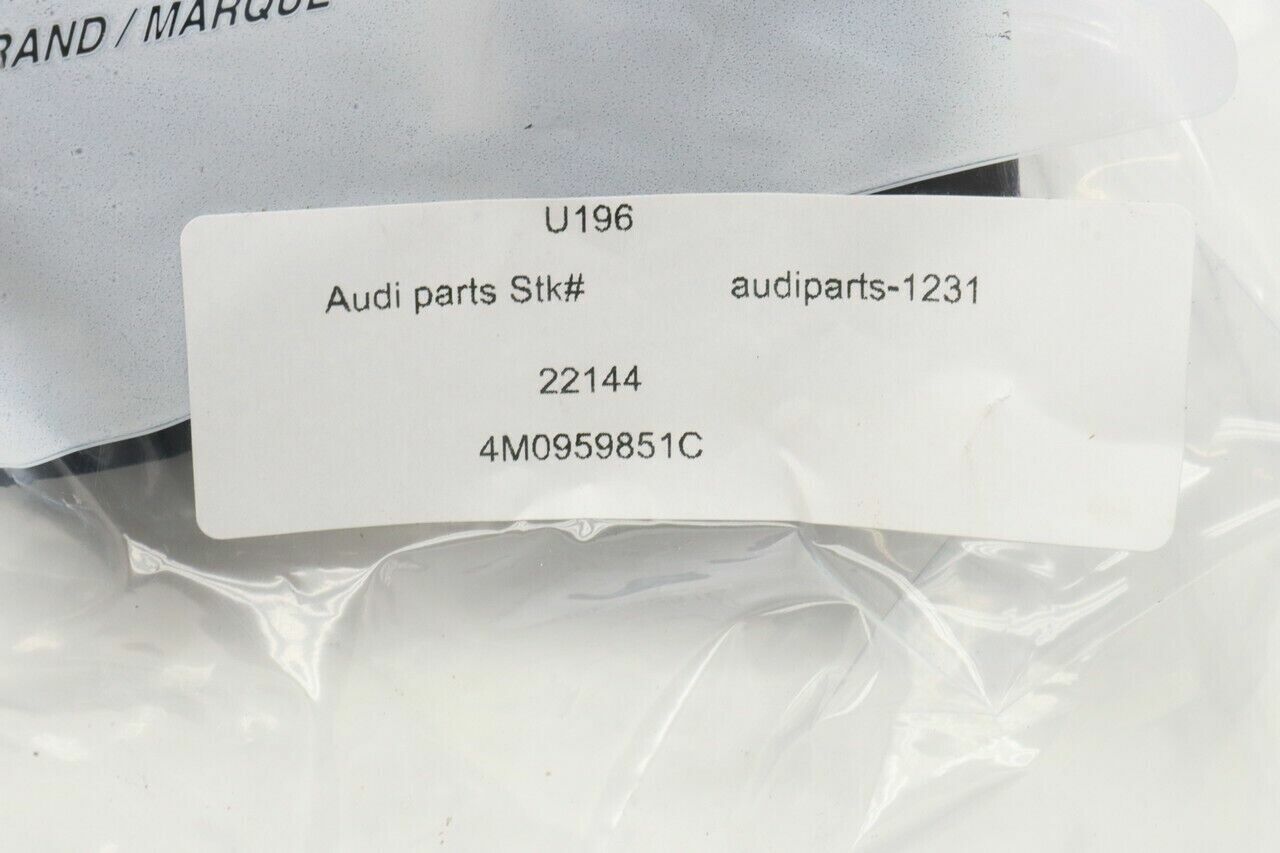 RAND / MARQUE
U196
Audi parts Stk# audiparts-1231
22144
4M0959851C